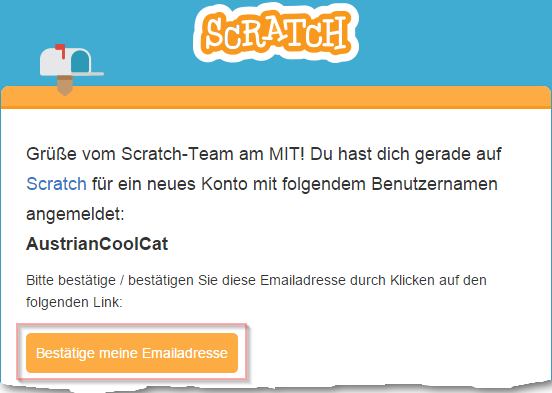 SCRATCH
Grüße vom Scratch-Team am MIT! Du hast dich gerade auf
Scratch für ein neues Konto mit folgendem Benutzernamen
angemeldet:
AustrianCoolCat
Bitte bestätige / bestätigen Sie diese Emailadresse durch Klicken auf den
folgenden Link:
Bestätige meine Emailadresse